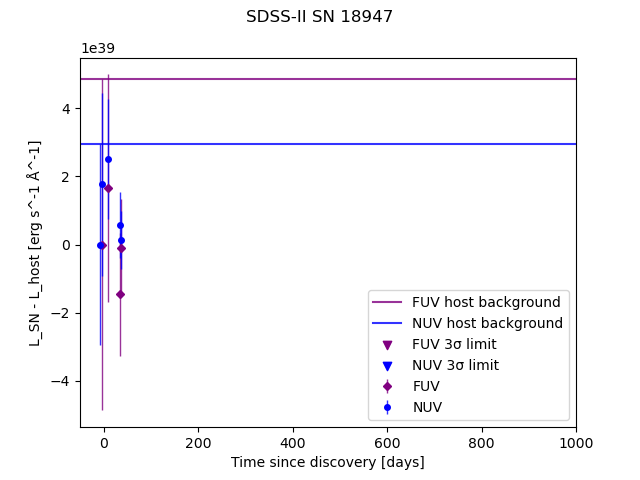 SDSS-II SN 18947
1e39
L_SN - L_host [erg s^-1 Å^-1]
4
2
0
−2
−4
FUV host background
NUV host background
FUV 3σ limit
NUV 3σ limit
FUV
NUV
0 200 400 600 800 1000
Time since discovery [days]